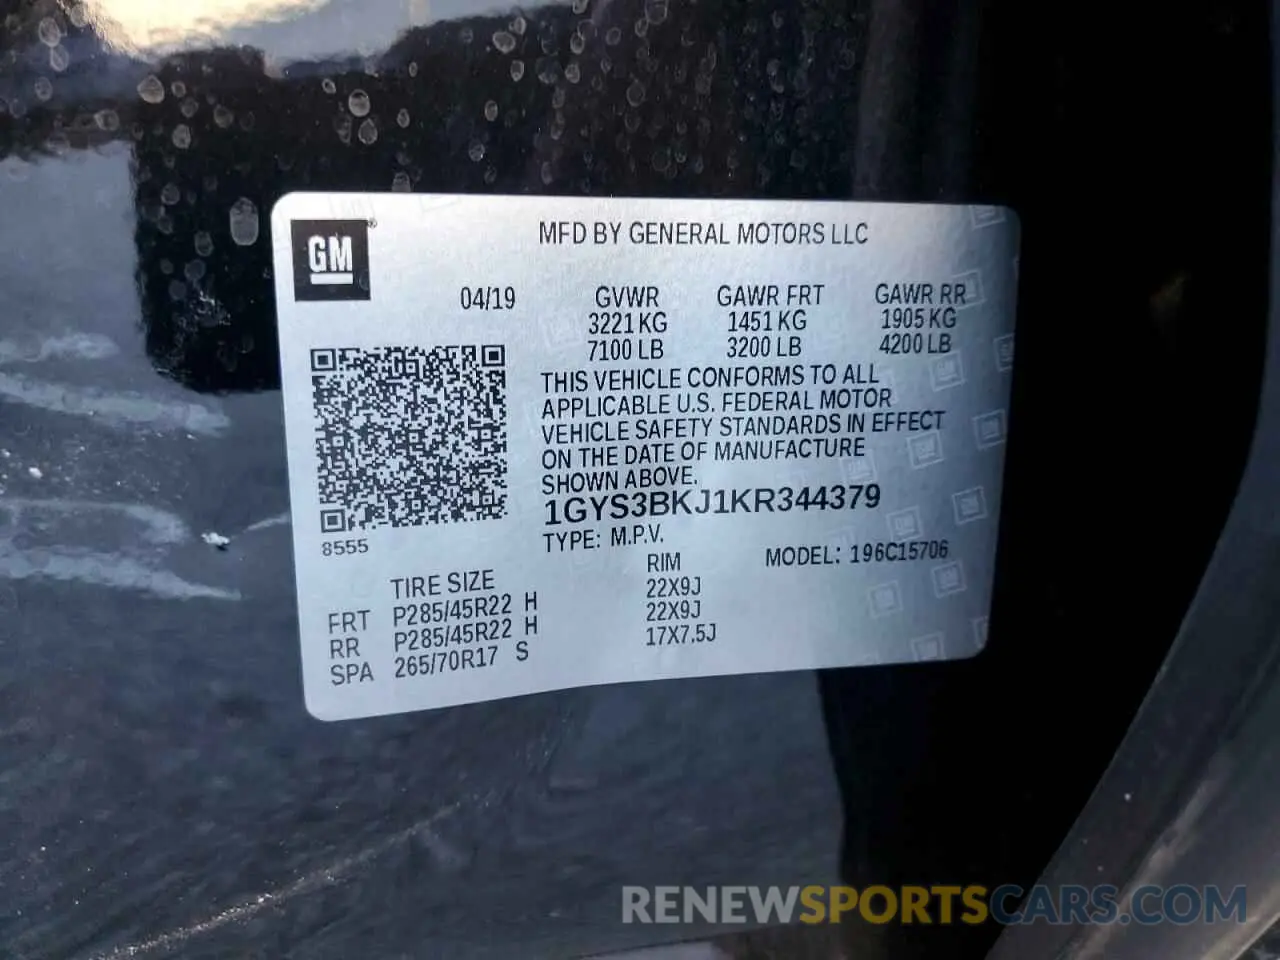 GM ®
MFD BY GENERAL MOTORS LLC
04/19 GVWR GAWR FRT GAWR RR
3221 KG 1451 KG 1905 KG
7100 LB 3200 LB 4200 LB
THIS VEHICLE CONFORMS TO ALL
APPLICABLE U.S. FEDERAL MOTOR
VEHICLE SAFETY STANDARDS IN EFFECT
ON THE DATE OF MANUFACTURE
SHOWN ABOVE.
1GYS3BKJ1KR344379
8555
TYPE: M.P.V.
MODEL: 196C15706
TIRE SIZE RIM
FRT P285/45R22 H 22X9J
RR P285/45R22 H 22X9J
SPA 265/70R17 S 17X7.5J
RENEWSPORTSCARS.COM